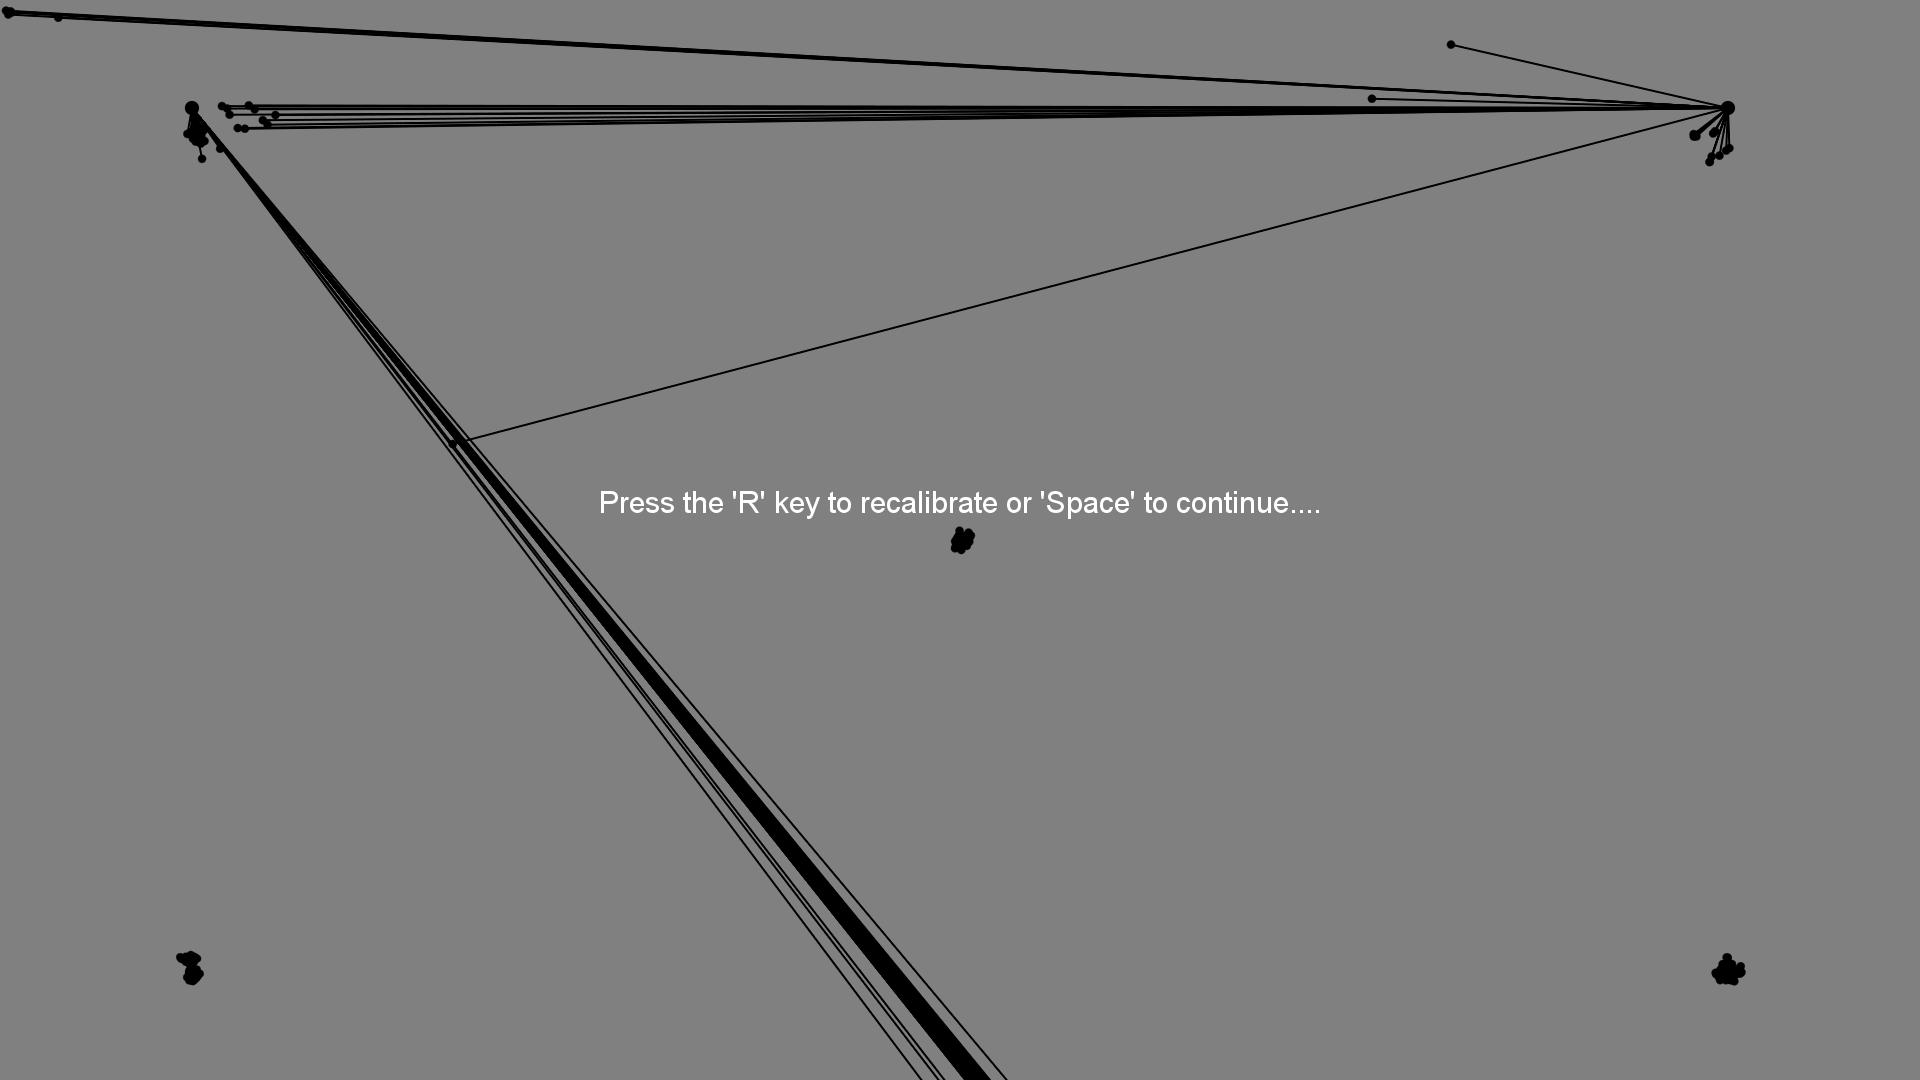 Press the 'R' key to recalibrate or 'Space' to continue....